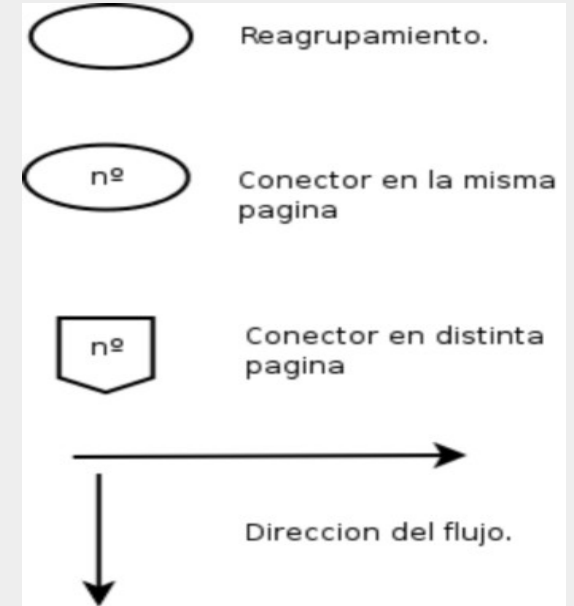 Reagrupamiento.
nº
Conector en la misma
pagina
nº
Conector en distinta
pagina
Direccion del flujo.